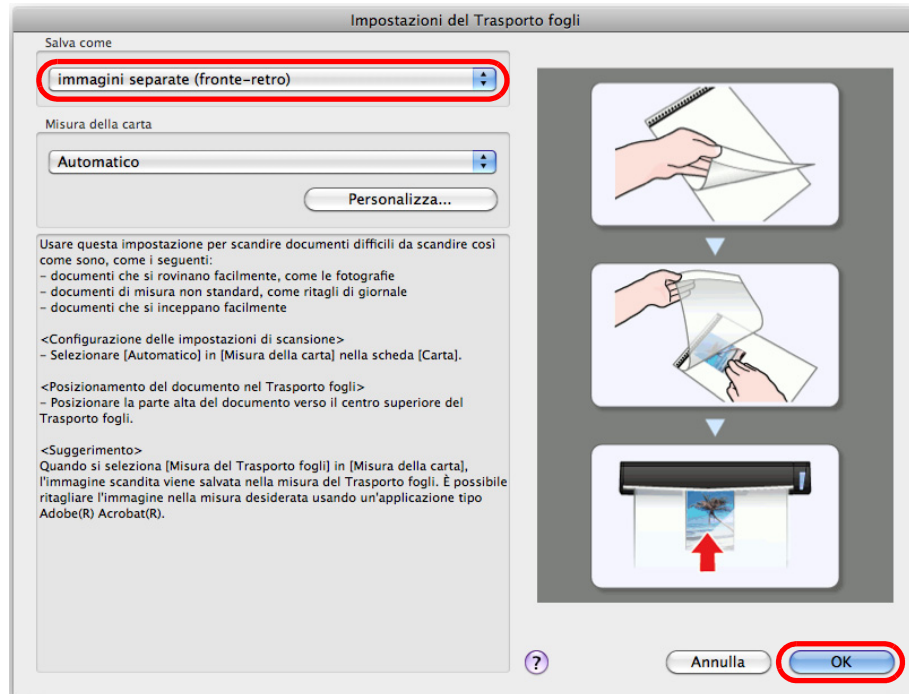 Impostazioni del Trasporto fogli
Salva come
immagini separate (fronte-retro)
Misura della carta
Automatico
Personalizza...
Usare questa impostazione per scandire documenti difficili da scandire così
come sono, come i seguenti:
– documenti che si rovinano facilmente, come le fotografie
– documenti di misura non standard, come ritagli di giornale
– documenti che si inceppano facilmente
<Configurazione delle impostazioni di scansione>
– Selezionare [Automatico] in [Misura della carta] nella scheda [Carta].
<Posizionamento del documento nel Trasporto fogli>
– Posizionare la parte alta del documento verso il centro superiore del
Trasporto fogli.
<Suggerimento>
Quando si seleziona [Misura del Trasporto fogli] in [Misura della carta],
l'immagine scandita viene salvata nella misura del Trasporto fogli. È possibile
ritagliare l'immagine nella misura desiderata usando un'applicazione tipo
Adobe(R) Acrobat(R).
?
Annulla
OK